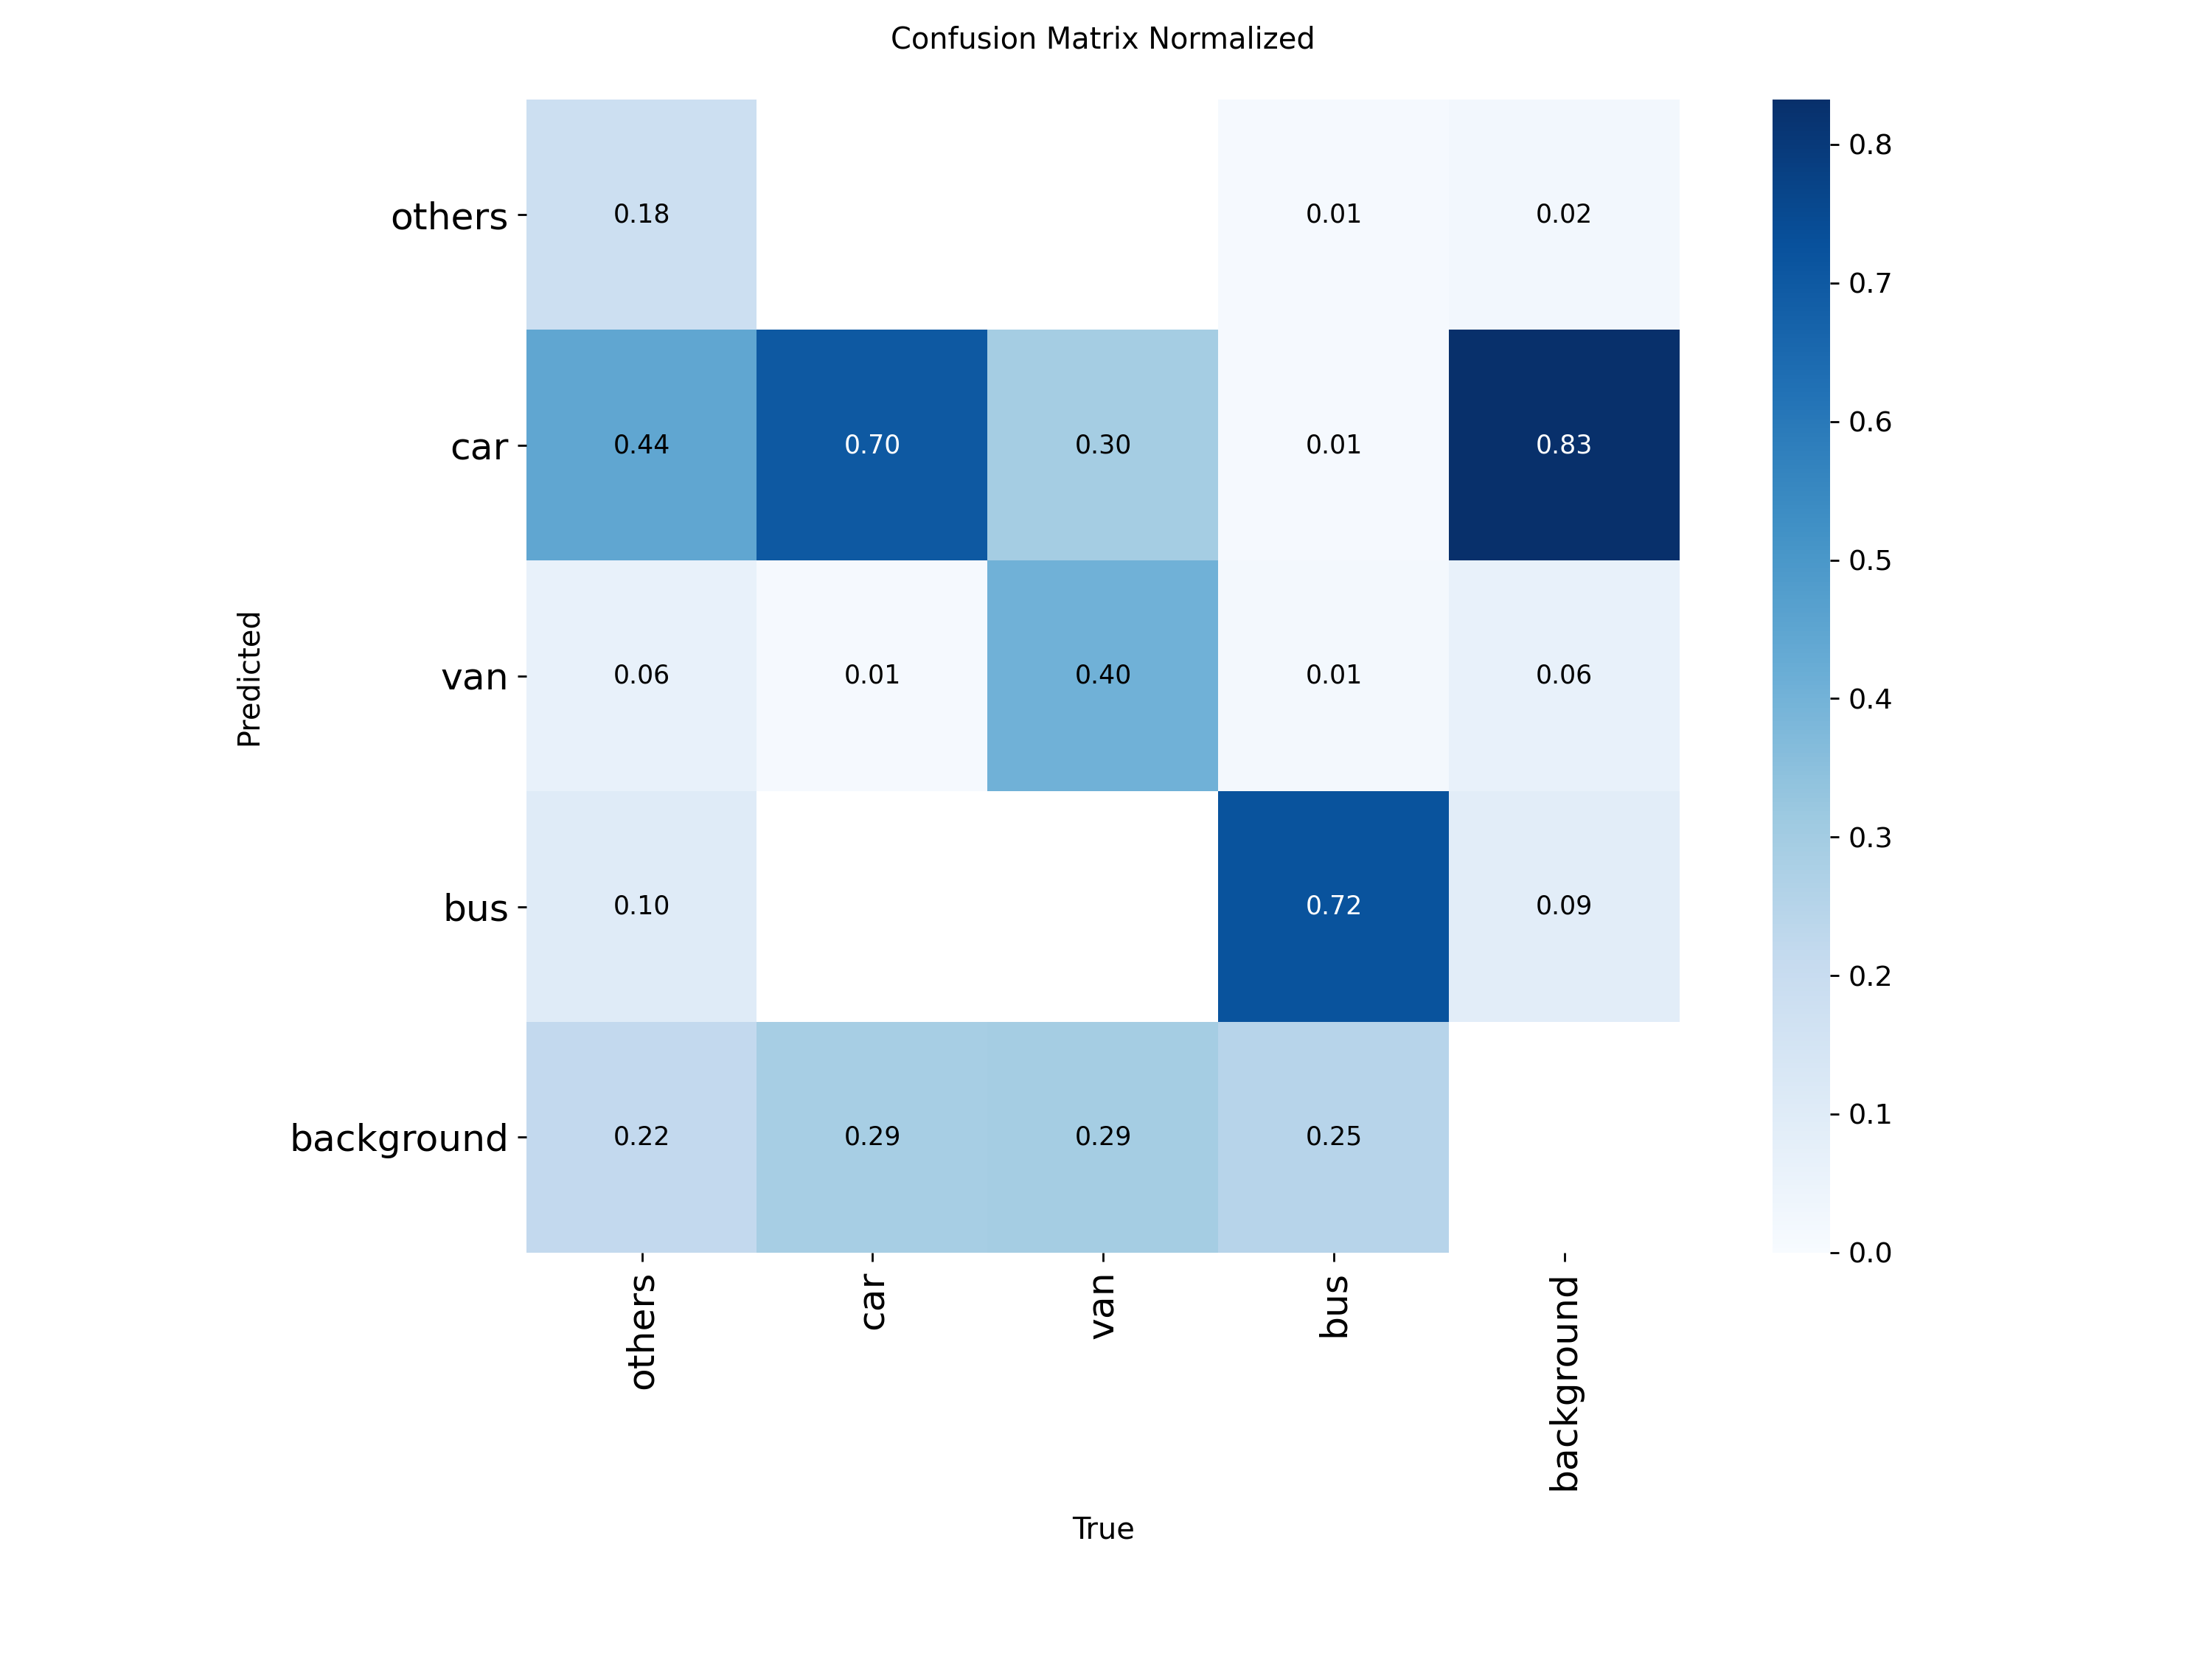 Confusion Matrix Normalized
others
0.18
0.01
0.02
car
0.44
0.70
0.30
0.01
0.83
van
0.06
0.01
0.40
0.01
0.06
bus
0.10
0.72
0.09
background
0.22
0.29
0.29
0.25
Predicted
others
car
van
bus
background
True
0.8
0.7
0.6
0.5
0.4
0.3
0.2
0.1
0.0